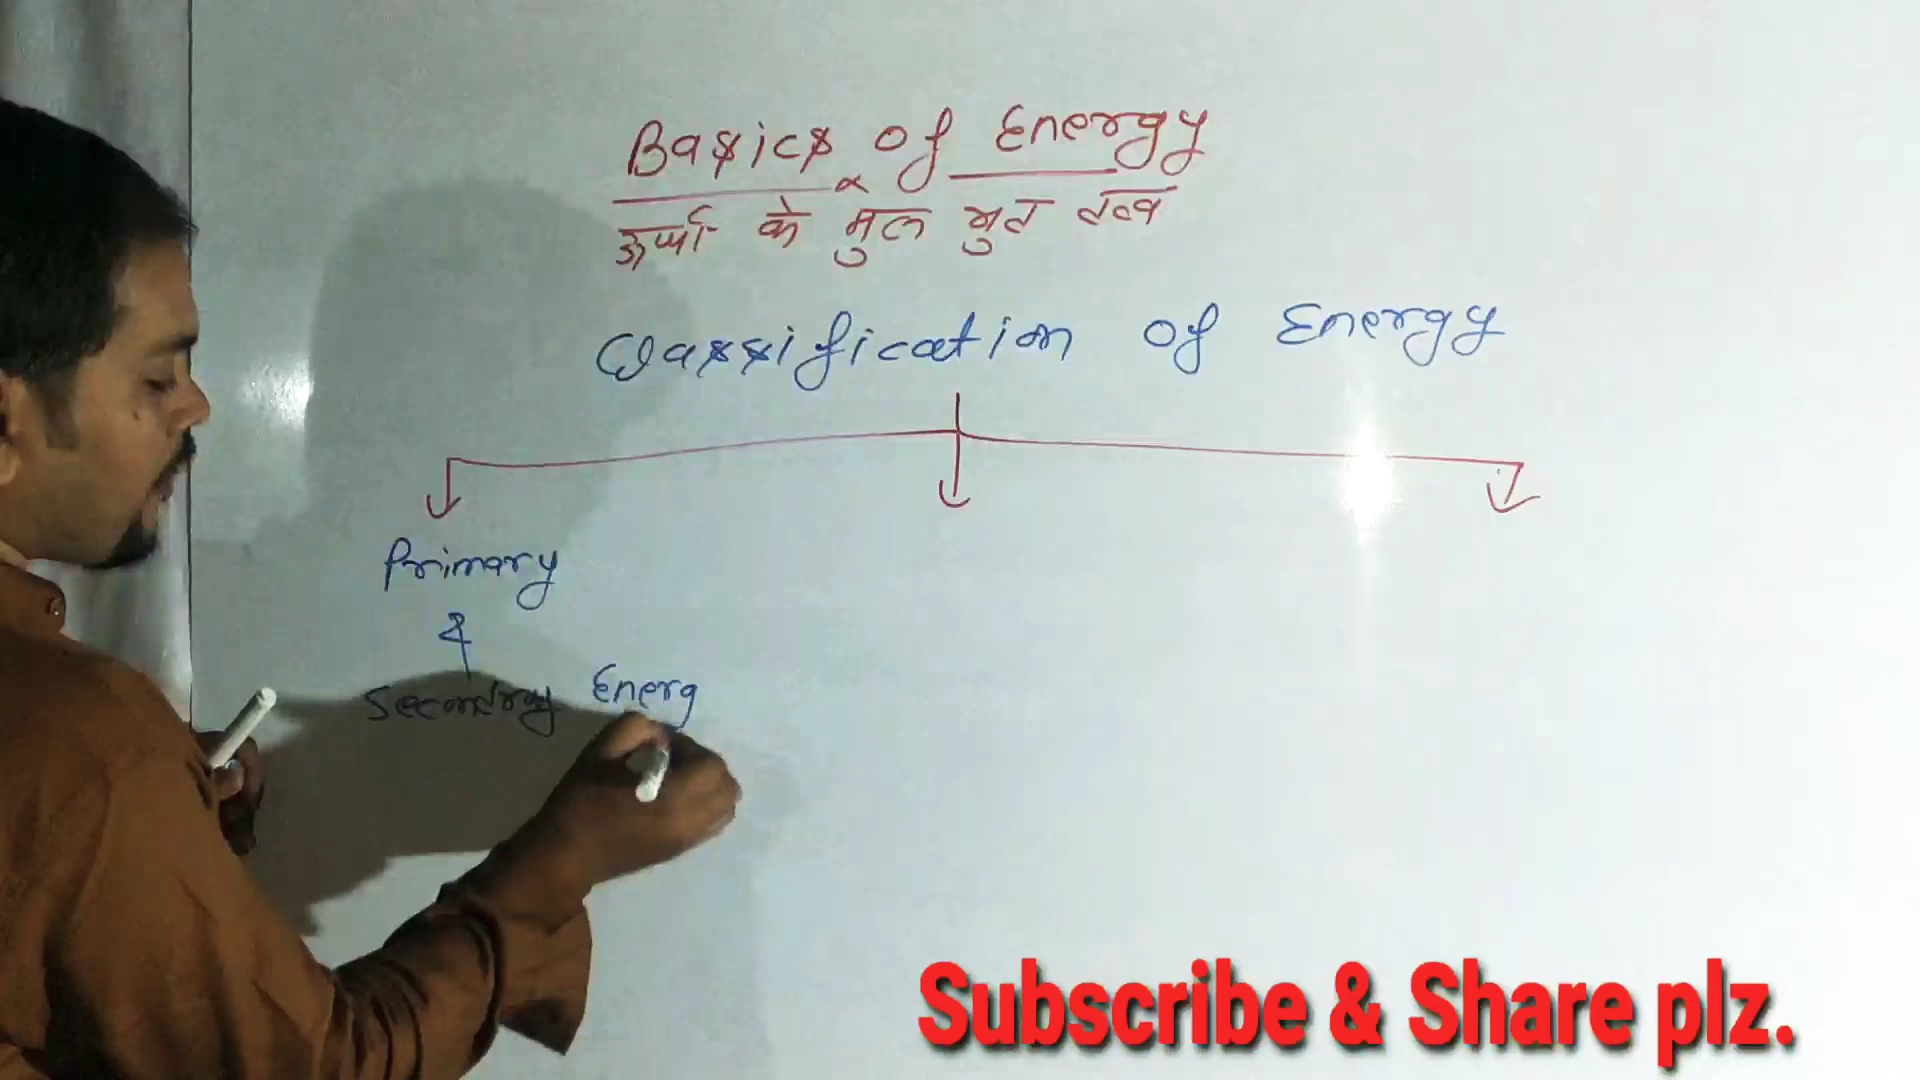 Basics of Energy
ऊर्जा के मुल भुत तत्व
Classification of Energy
Primary
&
Secondry Energ
Subscribe & Share plz.